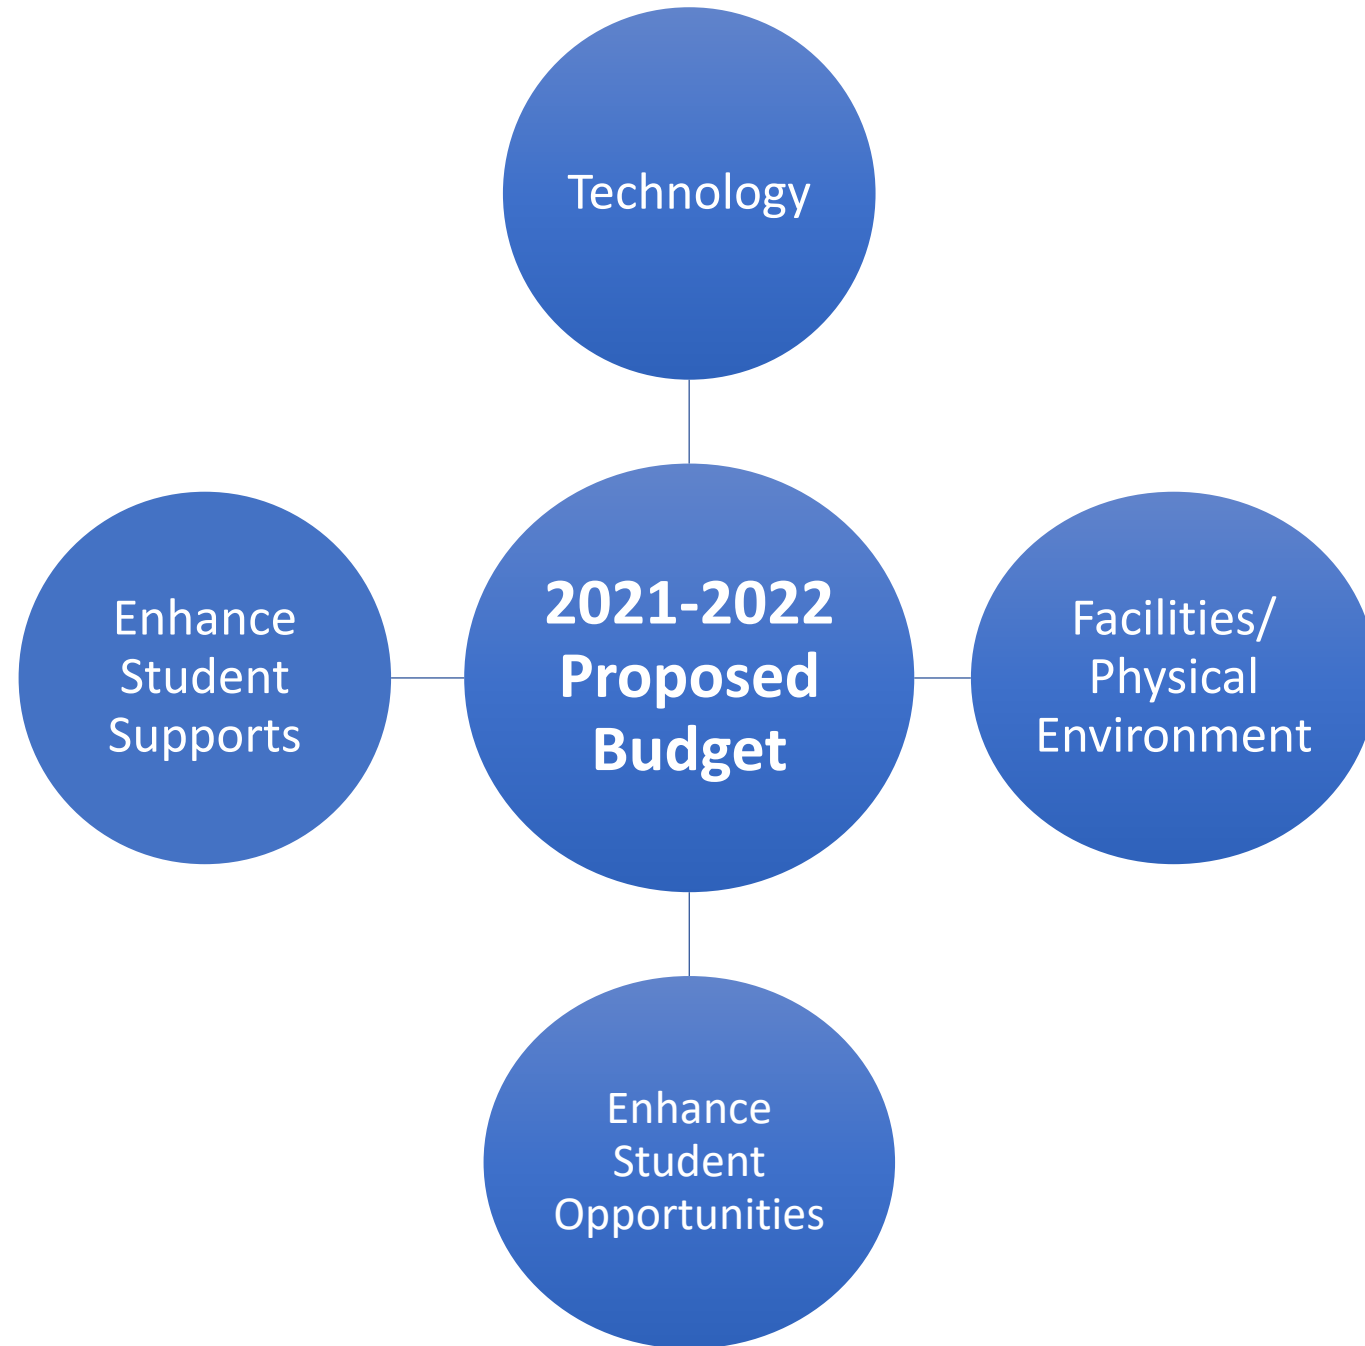 Technology
Enhance
Student
Supports
2021-2022
Proposed
Budget
Facilities/
Physical
Environment
Enhance
Student
Opportunities